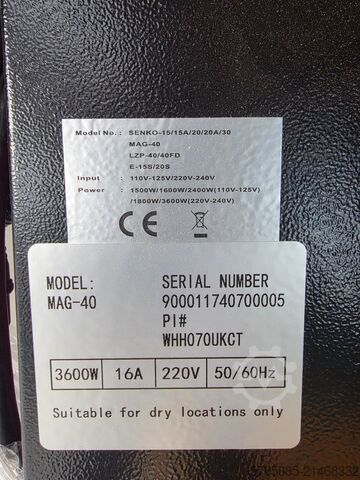 Model No. : SENKO-15/15A/20/20A/30
MAG-40
LZP-40/40FD
E-15S/20S
Input : 110V-125V/220V-240V
Power : 1500W/1600W/2400W(110V-125V)
/1800W/3600W(220V-240V)
CE
MODEL: SERIAL NUMBER
MAG-40 900011740700005
PI#
WHH070UKCT
3600W 16A 220V 50/60Hz
Suitable for dry locations only